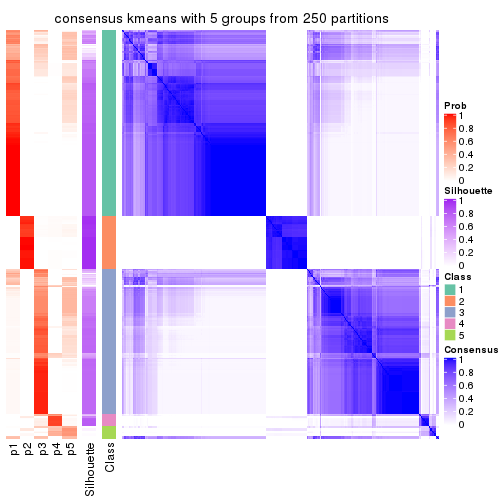 consensus kmeans with 5 groups from 250 partitions
Prob
1
0.8
0.6
0.4
0.2
0
Silhouette
1
0.8
0.6
0.4
0.2
0
Class
1
2
3
4
5
Consensus
1
0.8
0.6
0.4
0.2
0
p1
p2
p3
p4
p5
Silhouette
Class